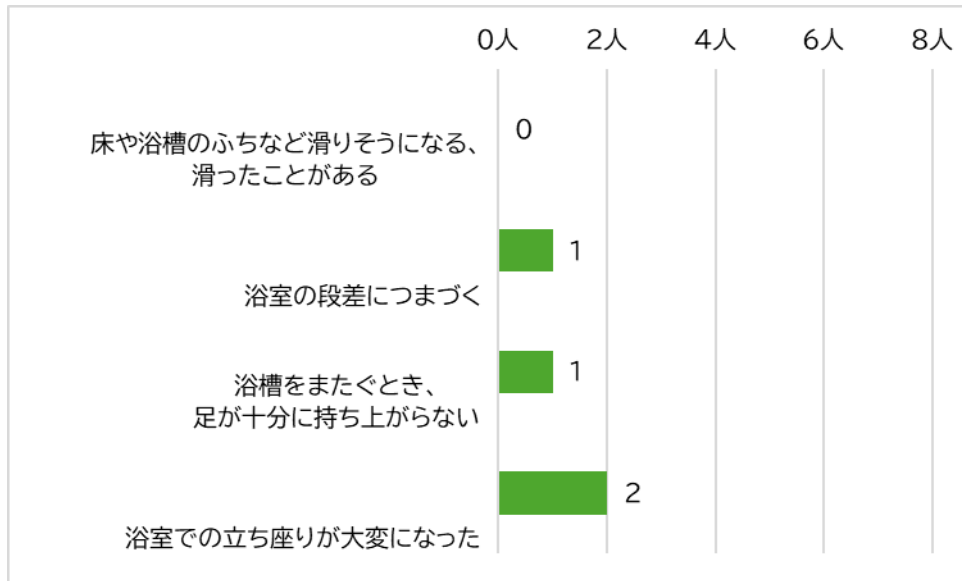 0人 2人 4人 6人 8人
床や浴槽のふちなど滑りそうになる、
滑ったことがある
0
浴室の段差につまづく
1
浴槽をまたぐとき、
足が十分に持ち上がらない
1
浴室での立ち座りが大変になった
2